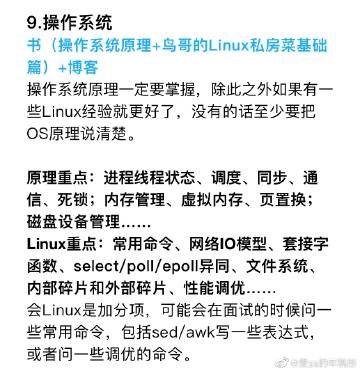 9.操作系统
书（操作系统原理+鸟哥的Linux私房菜基础
篇）+博客
操作系统原理一定要掌握，除此之外如果有一
些Linux经验就更好了，没有的话至少要把
OS原理说清楚。
原理重点：进程线程状态、调度、同步、通
信、死锁；内存管理、虚拟内存、页置换；
磁盘设备管理……
Linux重点：常用命令、网络IO模型、套接字
函数、select/poll/epoll异同、文件系统、
内部碎片和外部碎片、性能调优……
会Linux是加分项，可能会在面试的时候问一
些常用命令，包括sed/awk写一些表达式，
或者问一些调优的命令。